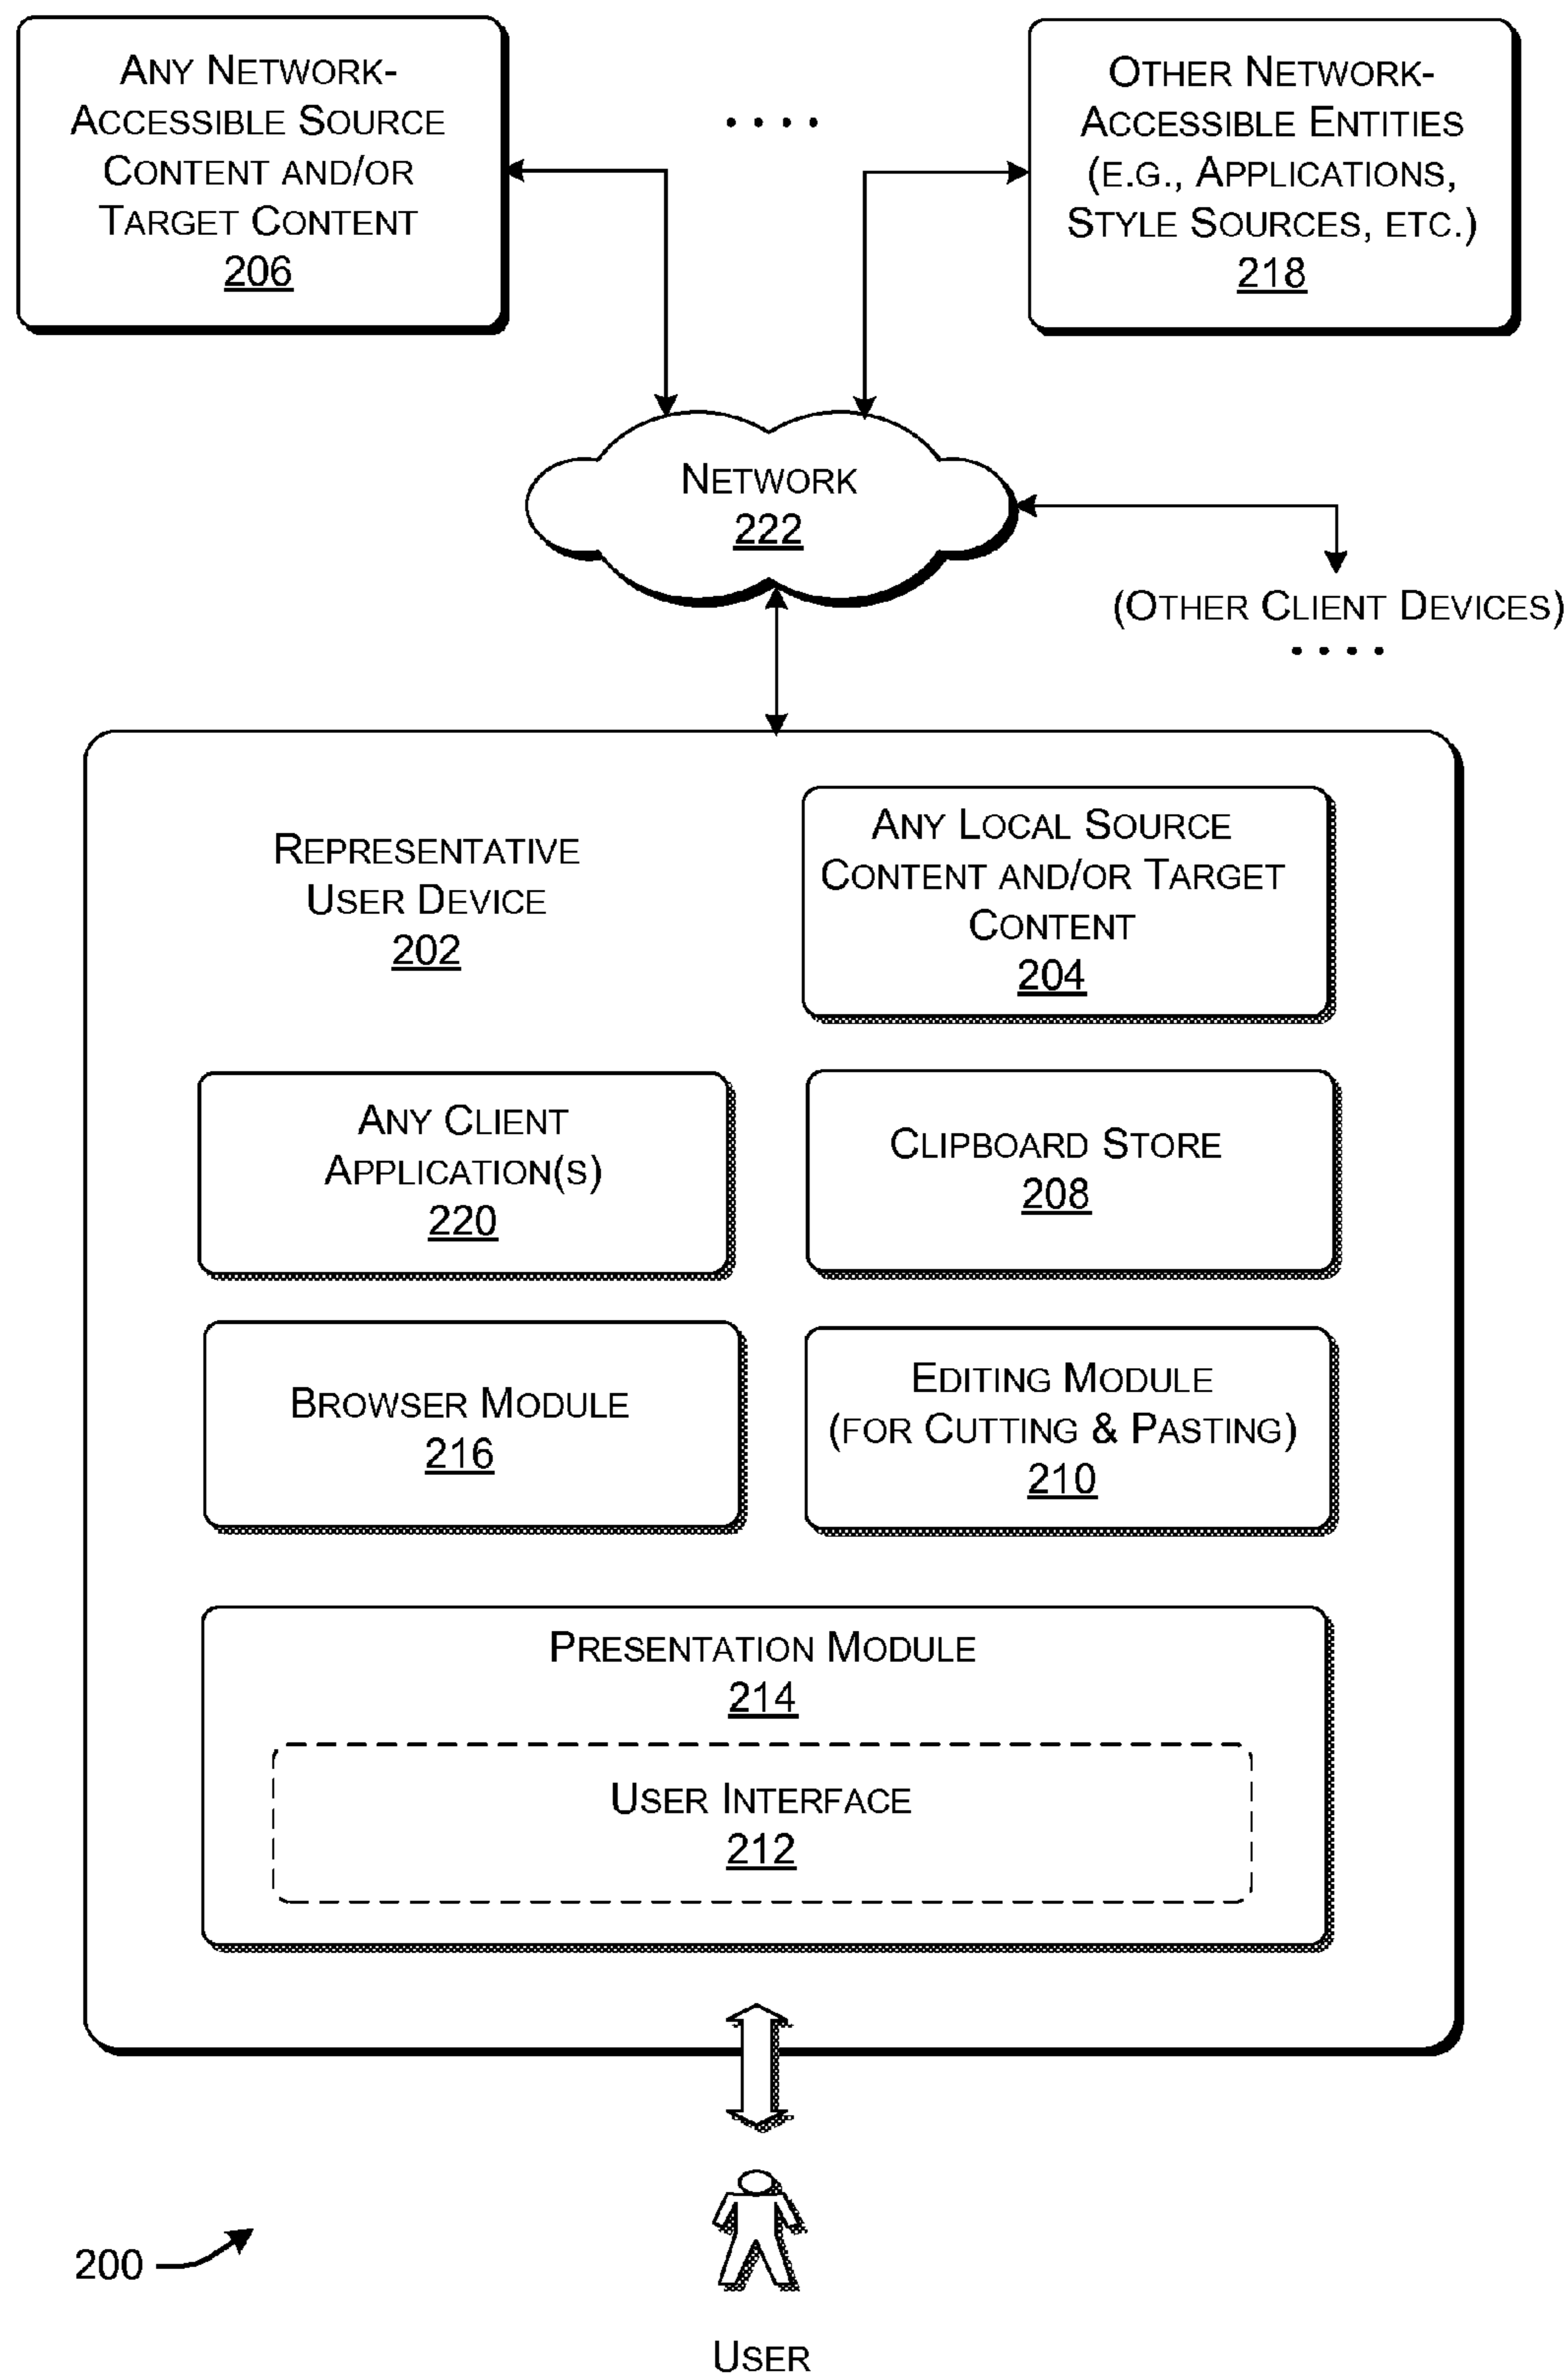 ANY NETWORK-
ACCESSIBLE SOURCE
CONTENT AND/OR
TARGET CONTENT
206
....
OTHER NETWORK-
ACCESSIBLE ENTITIES
(E.G., APPLICATIONS,
STYLE SOURCES, ETC.)
218
NETWORK
222
(OTHER CLIENT DEVICES)
....
REPRESENTATIVE
USER DEVICE
202
ANY LOCAL SOURCE
CONTENT AND/OR TARGET
CONTENT
204
ANY CLIENT
APPLICATION(S)
220
CLIPBOARD STORE
208
BROWSER MODULE
216
EDITING MODULE
(FOR CUTTING & PASTING)
210
PRESENTATION MODULE
214
USER INTERFACE
212
200
USER